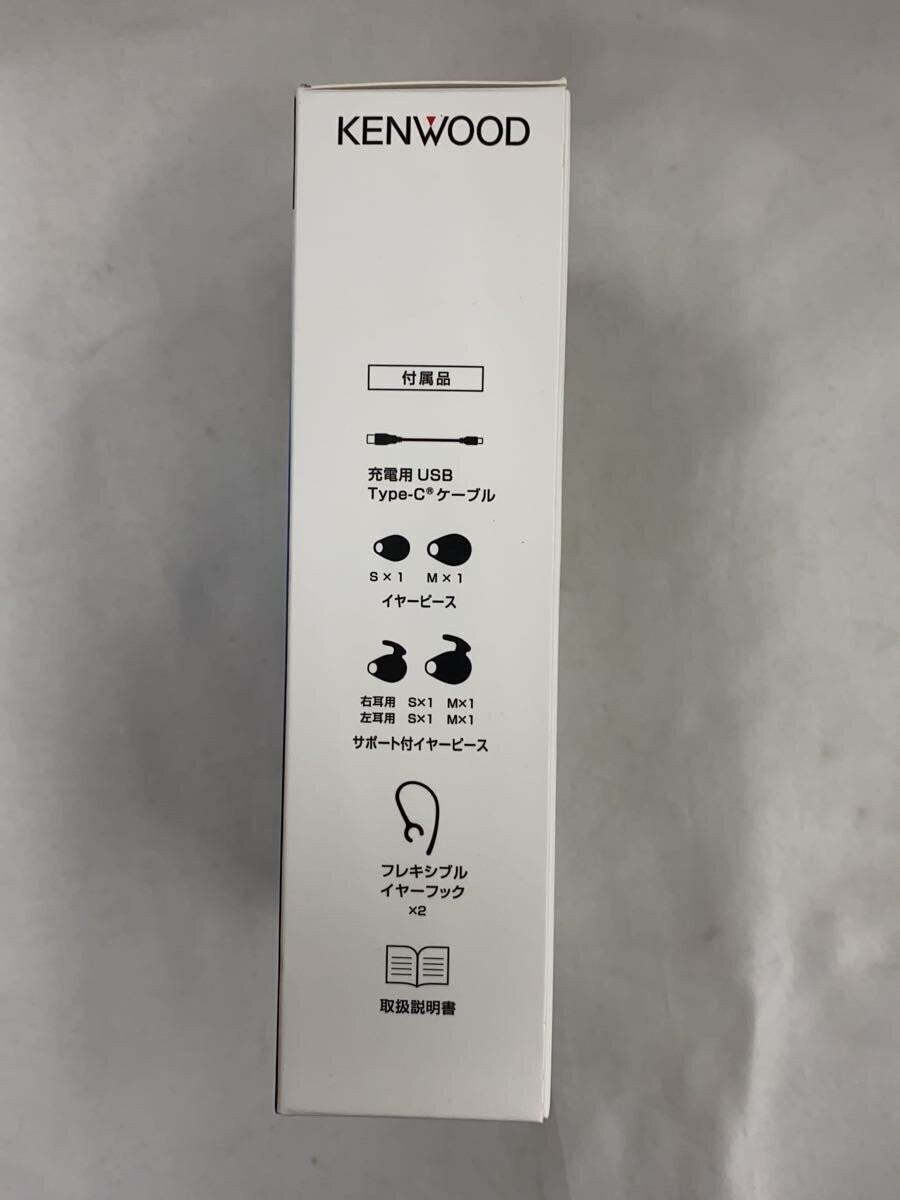 KENWOOD
付属品
充電用 USB
Type-C®ケーブル
S×1 M×1
イヤーピース
右耳用 S×1 M×1
左耳用 S×1 M×1
サポート付イヤーピース
フレキシブル
イヤーフック
×2
取扱説明書